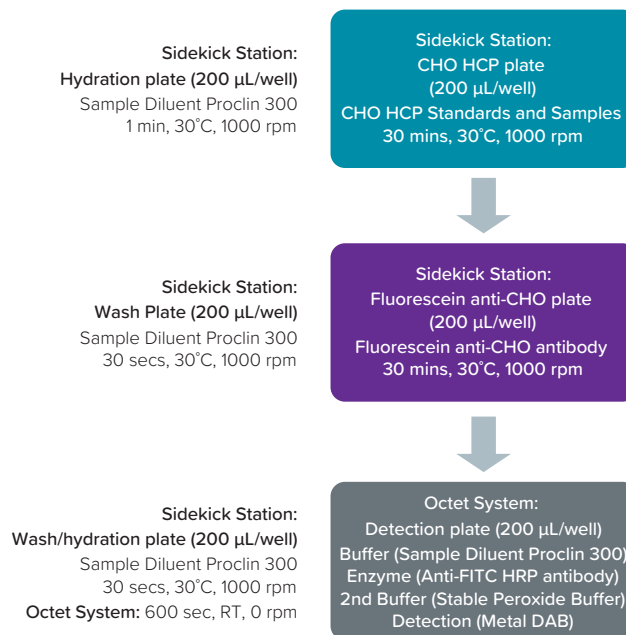 Sidekick Station:
Hydration plate (200 µL/well)
Sample Diluent Proclin 300
1 min, 30˚C, 1000 rpm
Sidekick Station:
CHO HCP plate
(200 µL/well)
CHO HCP Standards and Samples
30 mins, 30˚C, 1000 rpm
Sidekick Station:
Wash Plate (200 µL/well)
Sample Diluent Proclin 300
30 secs, 30˚C, 1000 rpm
Sidekick Station:
Fluorescein anti-CHO plate
(200 µL/well)
Fluorescein anti-CHO antibody
30 mins, 30˚C, 1000 rpm
Sidekick Station:
Wash/hydration plate (200 µL/well)
Sample Diluent Proclin 300
30 secs, 30˚C, 1000 rpm
Octet System: 600 sec, RT, 0 rpm
Octet System:
Detection plate (200 µL/well)
Buffer (Sample Diluent Proclin 300)
Enzyme (Anti-FITC HRP antibody)
2nd Buffer (Stable Peroxide Buffer)
Detection (Metal DAB)